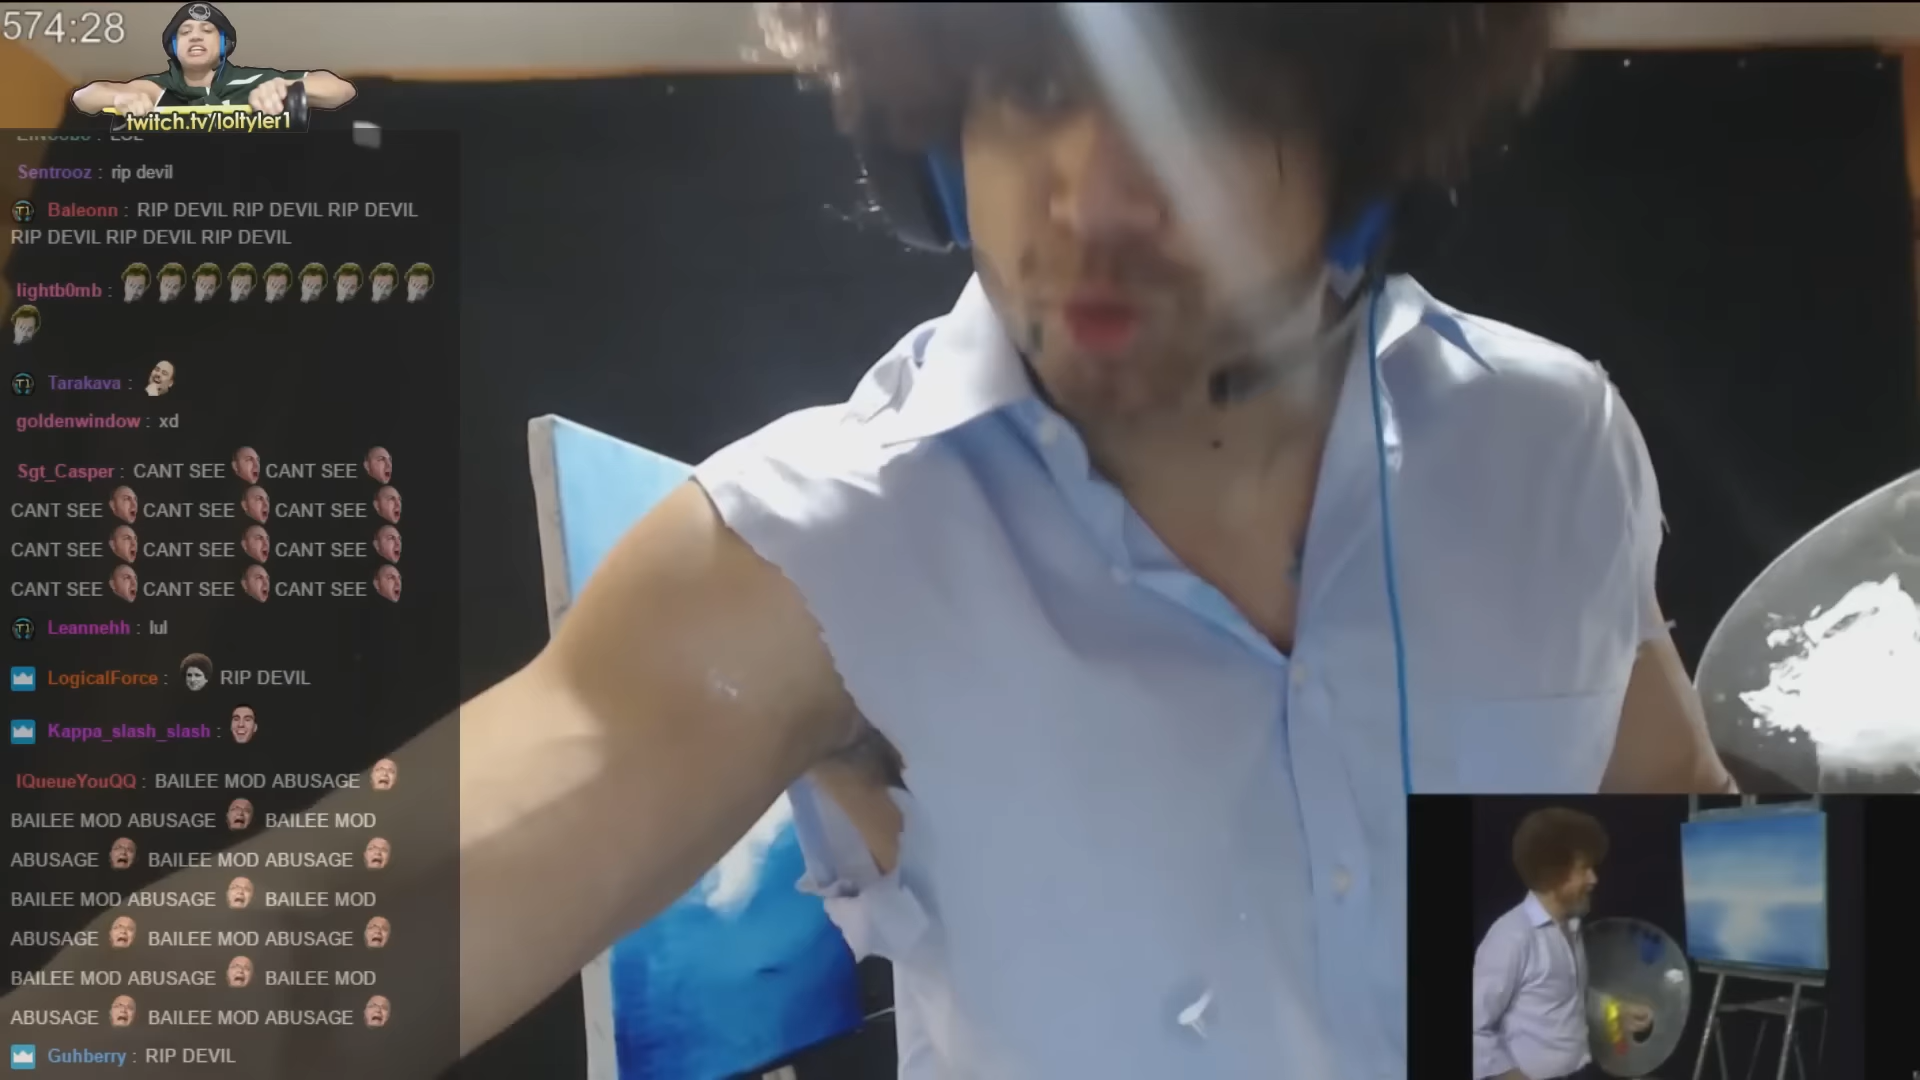 574:28
twitch.tv/loltyler1
Sentrooz : rip devil
Baleonn : RIP DEVIL RIP DEVIL RIP DEVIL
RIP DEVIL RIP DEVIL RIP DEVIL
lightb0mb :
Tarakava :
goldenwindow : xd
Sgt_Casper : CANT SEE CANT SEE
CANT SEE CANT SEE CANT SEE
CANT SEE CANT SEE CANT SEE
CANT SEE CANT SEE CANT SEE
Leannehh : lul
LogicalForce : RIP DEVIL
Kappa_slash_slash :
IQueueYouQQ : BAILEE MOD ABUSAGE
BAILEE MOD ABUSAGE BAILEE MOD
ABUSAGE BAILEE MOD ABUSAGE
BAILEE MOD ABUSAGE BAILEE MOD
ABUSAGE BAILEE MOD ABUSAGE
BAILEE MOD ABUSAGE BAILEE MOD
ABUSAGE BAILEE MOD ABUSAGE
Guhberry : RIP DEVIL